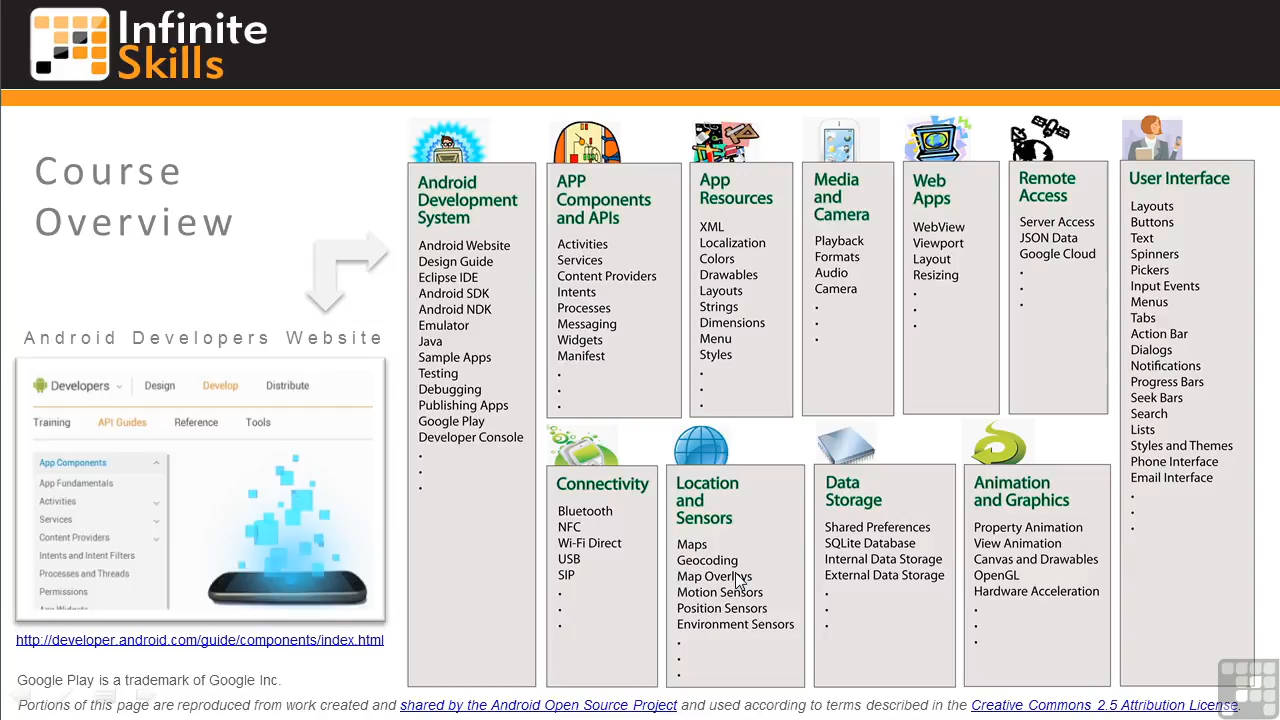 Infinite
Skills
Course
Overview
Android Developers Website
Developers
Design
Develop
Distribute
Training
API Guides
Reference
Tools
App Components
App Fundamentals
Activities
Services
Content Providers
Intents and Intent Filters
Processes and Threads
Permissions
App Widgets
http://developer.android.com/guide/components/index.html
Google Play is a trademark of Google Inc.
Android
Development
System
Android Website
Design Guide
Eclipse IDE
Android SDK
Android NDK
Emulator
Java
Sample Apps
Testing
Debugging
Publishing Apps
Google Play
Developer Console
APP
Components
and APIs
Activities
Services
Content Providers
Intents
Processes
Messaging
Widgets
Manifest
App
Resources
XML
Localization
Colors
Drawables
Layouts
Strings
Dimensions
Menu
Styles
Media
and
Camera
Playback
Formats
Audio
Camera
Web
Apps
WebView
Viewport
Layout
Resizing
Remote
Access
Server Access
JSON Data
Google Cloud
User Interface
Layouts
Buttons
Text
Spinners
Pickers
Input Events
Menus
Tabs
Action Bar
Dialogs
Notifications
Progress Bars
Seek Bars
Search
Lists
Styles and Themes
Phone Interface
Email Interface
Connectivity
Bluetooth
NFC
Wi-Fi Direct
USB
SIP
Location
and
Sensors
Maps
Geocoding
Map Overlays
Motion Sensors
Position Sensors
Environment Sensors
Data
Storage
Shared Preferences
SQLite Database
Internal Data Storage
External Data Storage
Animation
and Graphics
Property Animation
View Animation
Canvas and Drawables
OpenGL
Hardware Acceleration
Portions of this page are reproduced from work created and shared by the Android Open Source Project and used according to terms described in the Creative Commons 2.5 Attribution License.